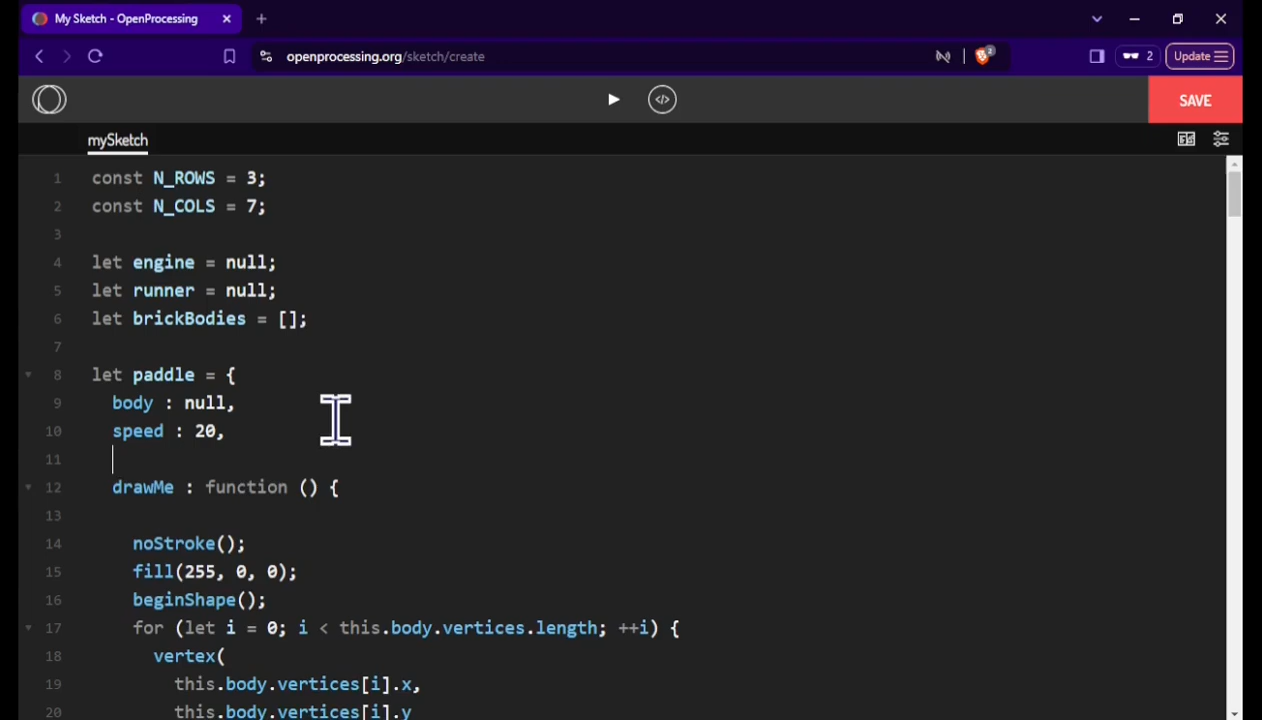 My Sketch - OpenProcessing
openprocessing.org/sketch/create
2
2
Update
</>
SAVE
mySketch
1 const N_ROWS = 3;
2 const N_COLS = 7;
3
4 let engine = null;
5 let runner = null;
6 let brickBodies = [];
7
8 let paddle = {
9 body : null,
10 speed : 20,
11
12 drawMe : function () {
13
14 noStroke();
15 fill(255, 0, 0);
16 beginShape();
17 for (let i = 0; i < this.body.vertices.length; ++i) {
18 vertex(
19 this.body.vertices[i].x,
20 this.body.vertices[i].y